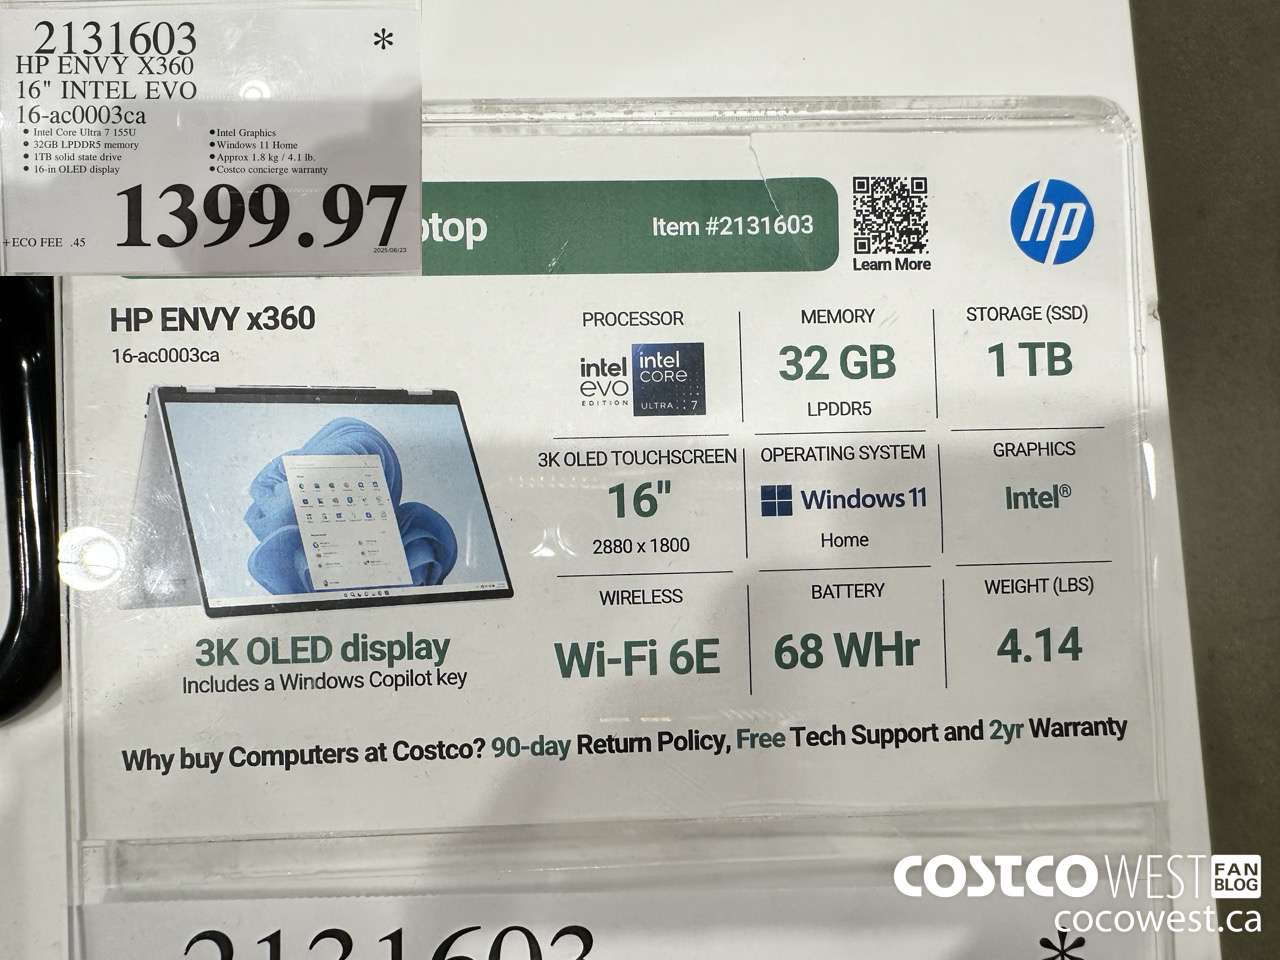 2131603 *
HP ENVY X360
16" INTEL EVO
16-ac0003ca
• Intel Core Ultra 7 155U
• 32GB LPDDR5 memory
• 1TB solid state drive
• 16-in OLED display
• Intel Graphics
• Windows 11 Home
• Approx 1.8 kg / 4.1 lb.
• Costco concierge warranty
+ECO FEE .45
1399.97
2025/06/23
ptop
Item #2131603
Learn More
hp
HP ENVY x360
16-ac0003ca
3K OLED display
Includes a Windows Copilot key
PROCESSOR
intel evo EDITION
intel CORE ULTRA 7
MEMORY
32 GB
LPDDR5
STORAGE (SSD)
1 TB
3K OLED TOUCHSCREEN
16"
2880 x 1800
OPERATING SYSTEM
Windows 11
Home
GRAPHICS
Intel®
WIRELESS
Wi-Fi 6E
BATTERY
68 WHr
WEIGHT (LBS)
4.14
Why buy Computers at Costco? 90-day Return Policy, Free Tech Support and 2yr Warranty
COSTCO WEST FAN BLOG
cocowest.ca
2131603 *